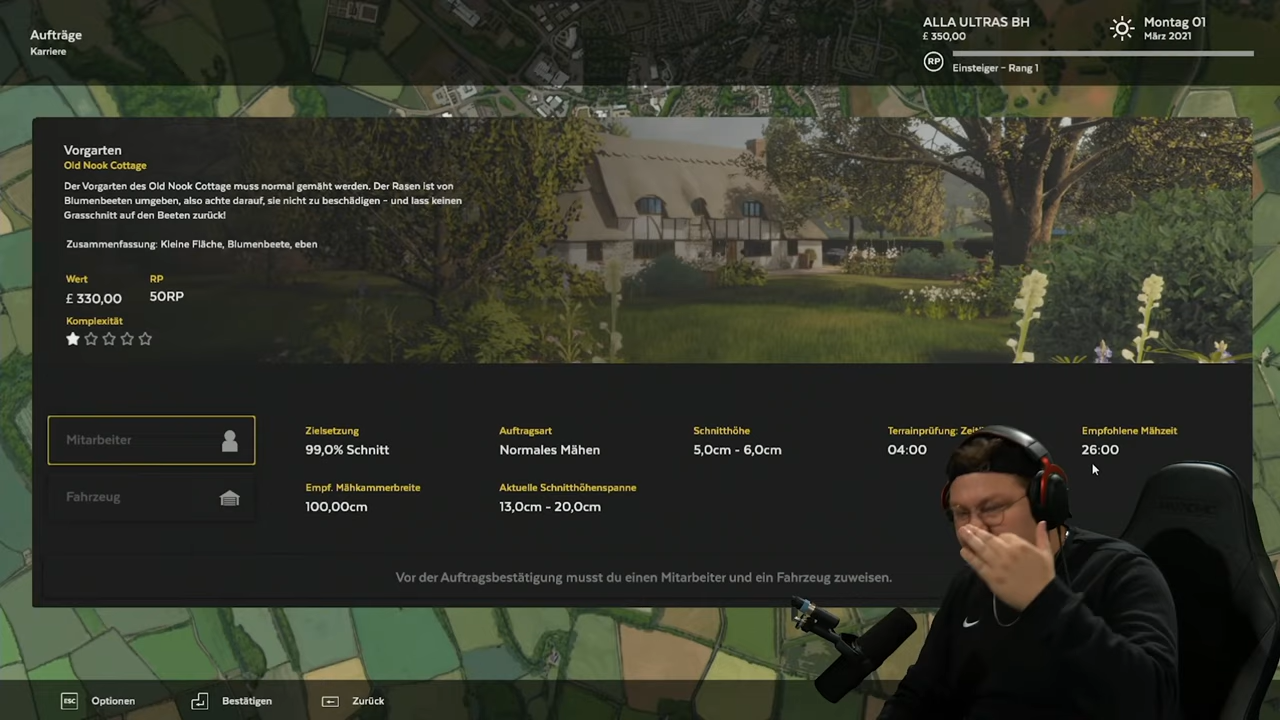 Aufträge
Karriere
ALLA ULTRAS BH
£ 350,00
Montag 01
März 2021
RP
Einsteiger - Rang 1
Vorgarten
Old Nook Cottage
Der Vorgarten des Old Nook Cottage muss normal gemäht werden. Der Rasen ist von
Blumenbeeten umgeben, also achte darauf, sie nicht zu beschädigen - und lass keinen
Grasschnitt auf den Beeten zurück!
Zusammenfassung: Kleine Fläche, Blumenbeete, eben
Wert
RP
£ 330,00
50RP
Komplexität
Mitarbeiter
Fahrzeug
Zielsetzung
99,0% Schnitt
Auftragsart
Normales Mähen
Schnitthöhe
5,0cm - 6,0cm
Terrainprüfung:
04:00
Empfohlene Mähzeit
26:00
Empf. Mähkammerbreite
100,00cm
Aktuelle Schnitthöhenspanne
13,0cm - 20,0cm
Vor der Auftragsbestätigung musst du einen Mitarbeiter und ein Fahrzeug zuweisen.
ESC Optionen
Bestätigen
Zurück